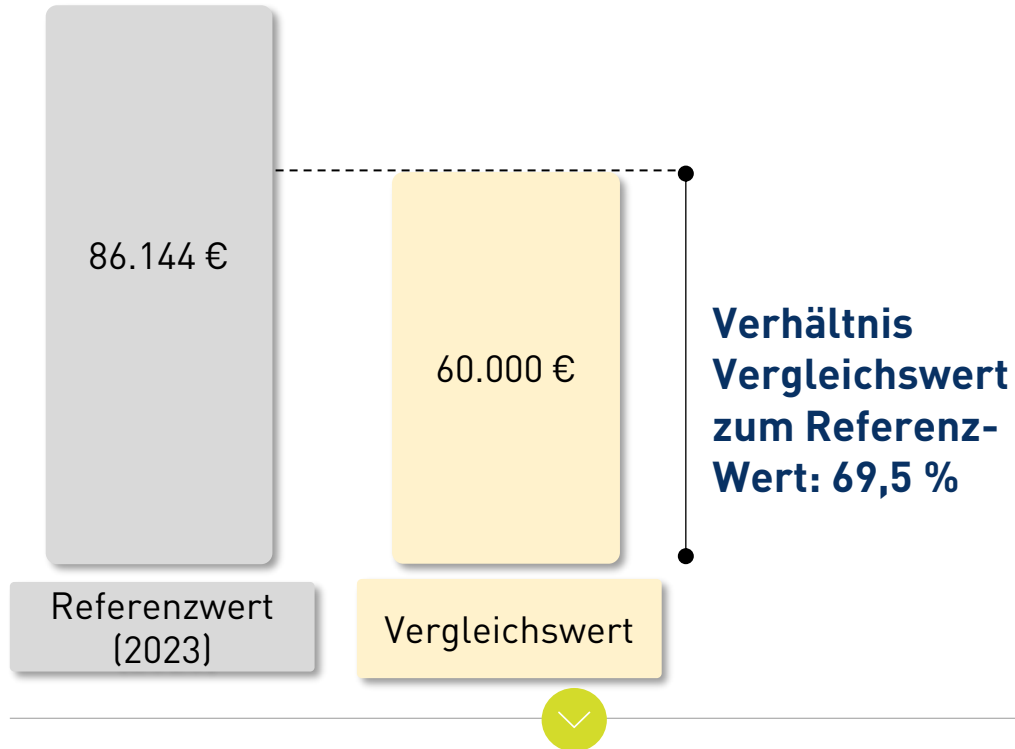 86.144 €
60.000 €
Verhältnis
Vergleichswert
zum Referenz-
Wert: 69,5 %
Referenzwert
(2023)
Vergleichswert